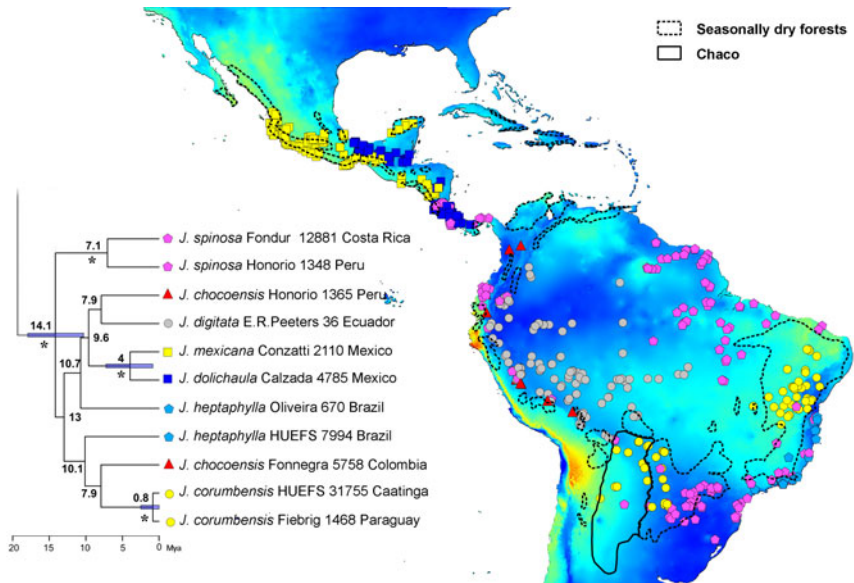 Seasonally dry forests
Chaco
J. spinosa Fondur 12881 Costa Rica
7.1
*
J. spinosa Honorio 1348 Peru
7.9
J. chocoensis Honorio 1365 Peru
14.1
9.6
J. digitata E.R.Peeters 36 Ecuador
*
4
J. mexicana Conzatti 2110 Mexico
10.7
*
J. dolichaula Calzada 4785 Mexico
J. heptaphylla Oliveira 670 Brazil
13
J. heptaphylla HUEFS 7994 Brazil
10.1
J. chocoensis Fonnegra 5758 Colombia
7.9
0.8
J. corumbensis HUEFS 31755 Caatinga
*
J. corumbensis Fiebrig 1468 Paraguay
20 15 10 5 0 Mya